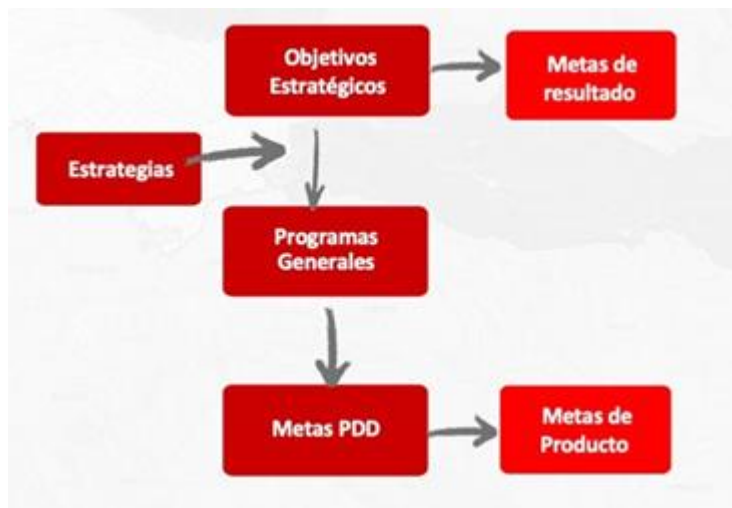 Objetivos
Estratégicos
Metas de
resultado
Estrategias
Programas
Generales
Metas PDD
Metas de
Producto